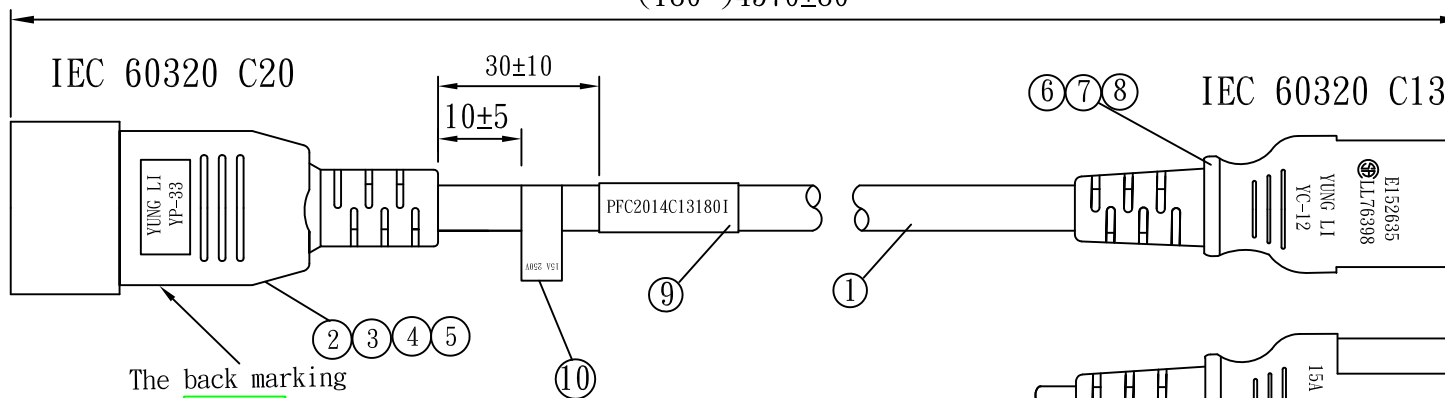 IEC 60320 C20
30±10
10±5
6 7 8
IEC 60320 C13
YUNG LI
YP-33
15A 250V
PFC2014C13180I
E152635
LL76398
YUNG LI
YC-12
9
1
2 3 4 5
10
The back marking
15A